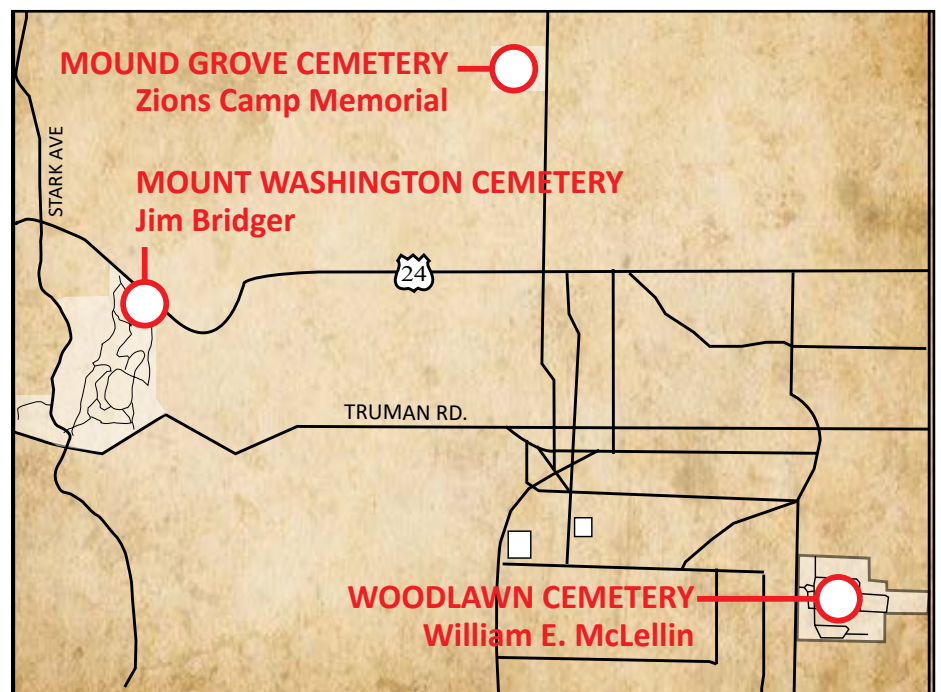 MOUND GROVE CEMETERY
Zions Camp Memorial
STARK AVE
MOUNT WASHINGTON CEMETERY
Jim Bridger
24
TRUMAN RD.
WOODLAWN CEMETERY
William E. McLellin